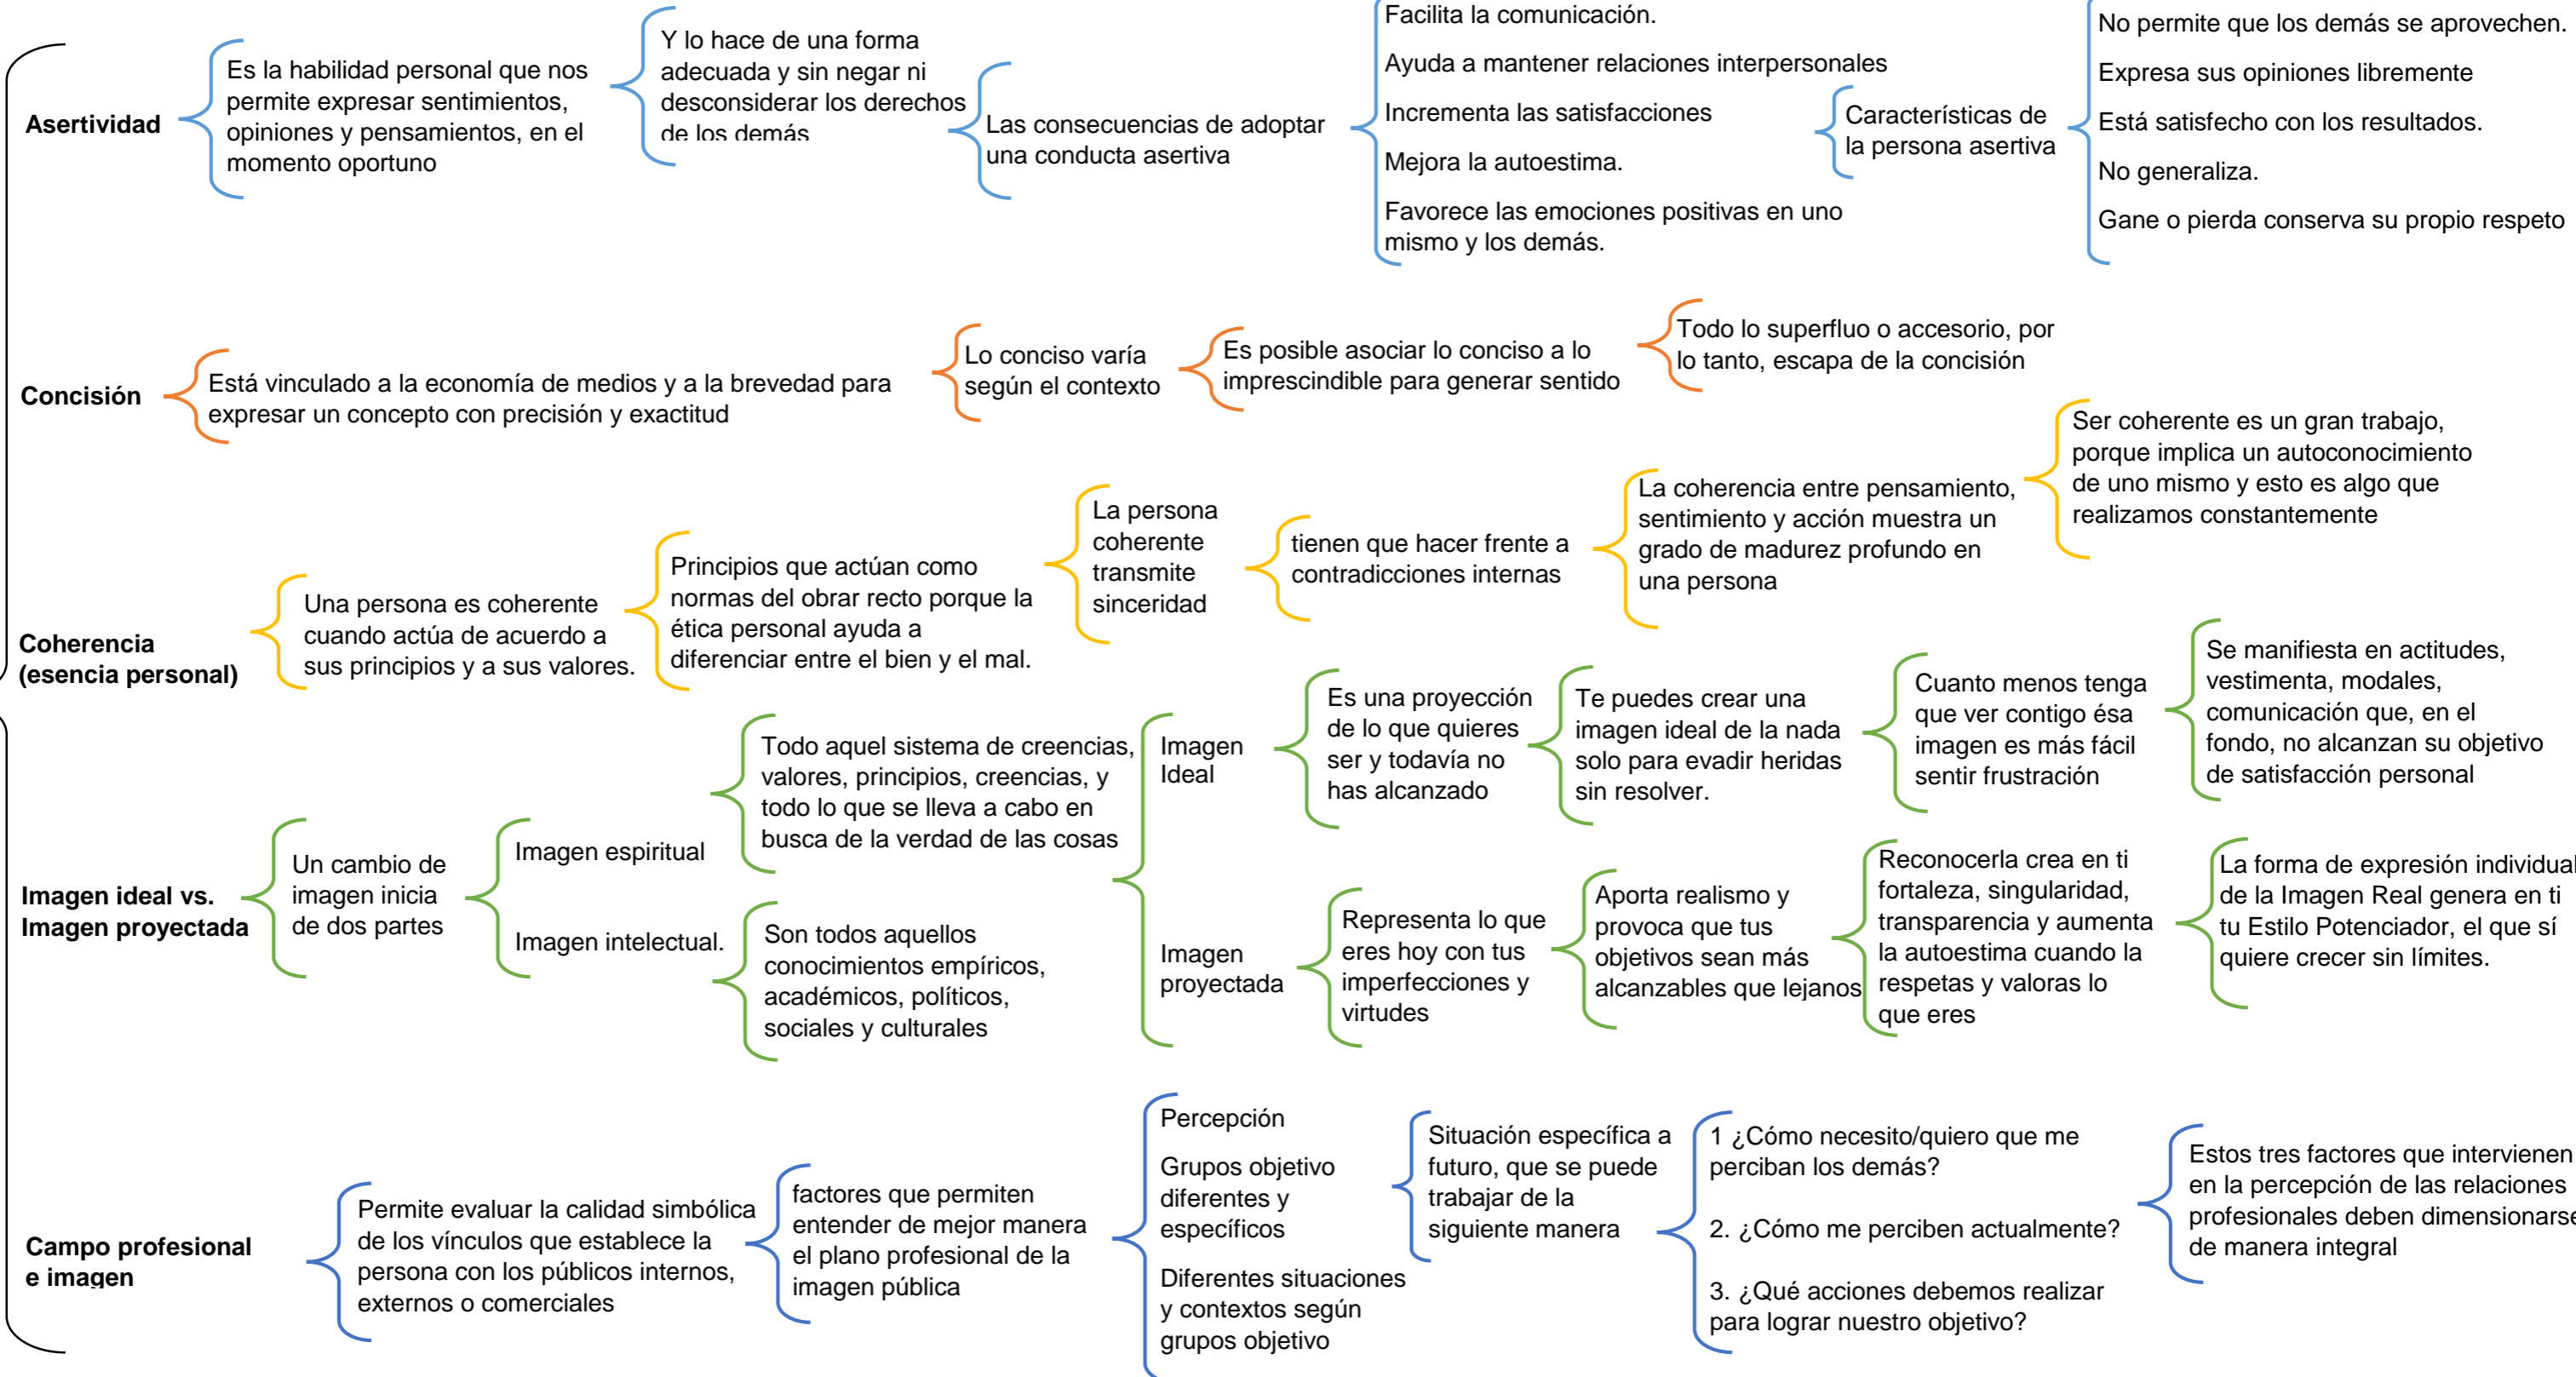 Asertividad
Es la habilidad personal que nos
permite expresar sentimientos,
opiniones y pensamientos, en el
momento oportuno
Y lo hace de una forma
adecuada y sin negar ni
desconsiderar los derechos
de los demás
Las consecuencias de adoptar
una conducta asertiva
Facilita la comunicación.
Ayuda a mantener relaciones interpersonales
Incrementa las satisfacciones
Mejora la autoestima.
Favorece las emociones positivas en uno
mismo y los demás.
Características de
la persona asertiva
No permite que los demás se aprovechen.
Expresa sus opiniones libremente
Está satisfecho con los resultados.
No generaliza.
Gane o pierda conserva su propio respeto
Concisión
Está vinculado a la economía de medios y a la brevedad para
expresar un concepto con precisión y exactitud
Lo conciso varía
según el contexto
Es posible asociar lo conciso a lo
imprescindible para generar sentido
Todo lo superfluo o accesorio, por
lo tanto, escapa de la concisión
Coherencia
(esencia personal)
Una persona es coherente
cuando actúa de acuerdo a
sus principios y a sus valores.
Principios que actúan como
normas del obrar recto porque la
ética personal ayuda a
diferenciar entre el bien y el mal.
La persona
coherente
transmite
sinceridad
tienen que hacer frente a
contradicciones internas
La coherencia entre pensamiento,
sentimiento y acción muestra un
grado de madurez profundo en
una persona
Ser coherente es un gran trabajo,
porque implica un autoconocimiento
de uno mismo y esto es algo que
realizamos constantemente
Imagen ideal vs.
Imagen proyectada
Un cambio de
imagen inicia
de dos partes
Imagen espiritual
Todo aquel sistema de creencias,
valores, principios, creencias, y
todo lo que se lleva a cabo en
busca de la verdad de las cosas
Imagen intelectual.
Son todos aquellos
conocimientos empíricos,
académicos, políticos,
sociales y culturales
Imagen
Ideal
Es una proyección
de lo que quieres
ser y todavía no
has alcanzado
Te puedes crear una
imagen ideal de la nada
solo para evadir heridas
sin resolver.
Cuanto menos tenga
que ver contigo ésa
imagen es más fácil
sentir frustración
Se manifiesta en actitudes,
vestimenta, modales,
comunicación que, en el
fondo, no alcanzan su objetivo
de satisfacción personal
Imagen
proyectada
Representa lo que
eres hoy con tus
imperfecciones y
virtudes
Aporta realismo y
provoca que tus
objetivos sean más
alcanzables que lejanos
Reconocerla crea en ti
fortaleza, singularidad,
transparencia y aumenta
la autoestima cuando la
respetas y valoras lo
que eres
La forma de expresión individual
de la Imagen Real genera en ti
tu Estilo Potenciador, el que sí
quiere crecer sin límites.
Campo profesional
e imagen
Permite evaluar la calidad simbólica
de los vínculos que establece la
persona con los públicos internos,
externos o comerciales
factores que permiten
entender de mejor manera
el plano profesional de la
imagen pública
Percepción
Grupos objetivo
diferentes y
específicos
Diferentes situaciones
y contextos según
grupos objetivo
Situación específica a
futuro, que se puede
trabajar de la
siguiente manera
1 ¿Cómo necesito/quiero que me
perciban los demás?
2. ¿Cómo me perciben actualmente?
3. ¿Qué acciones debemos realizar
para lograr nuestro objetivo?
Estos tres factores que intervienen
en la percepción de las relaciones
profesionales deben dimensionarse
de manera integral